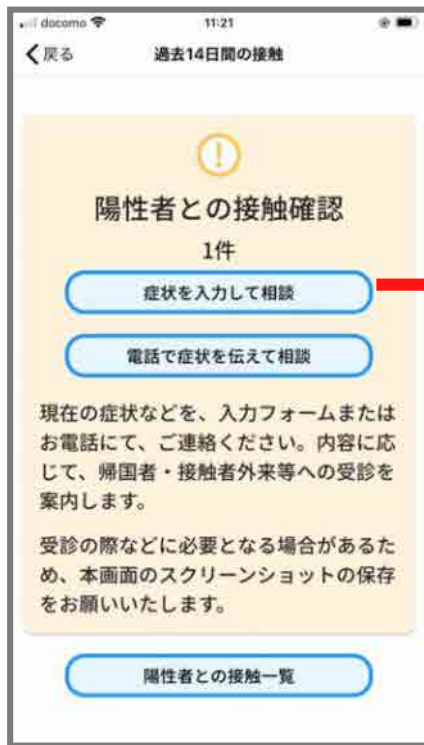 docomo 11:21
戻る 過去14日間の接触
陽性者との接触確認
1件
症状を入力して相談
電話で症状を伝えて相談
現在の症状などを、入力フォームまたは
お電話にて、ご連絡ください。内容に応
じて、帰国者・接触者外来等への受診を
案内します。
受診の際などに必要となる場合があるた
め、本画面のスクリーンショットの保存
をお願いいたします。
陽性者との接触一覧